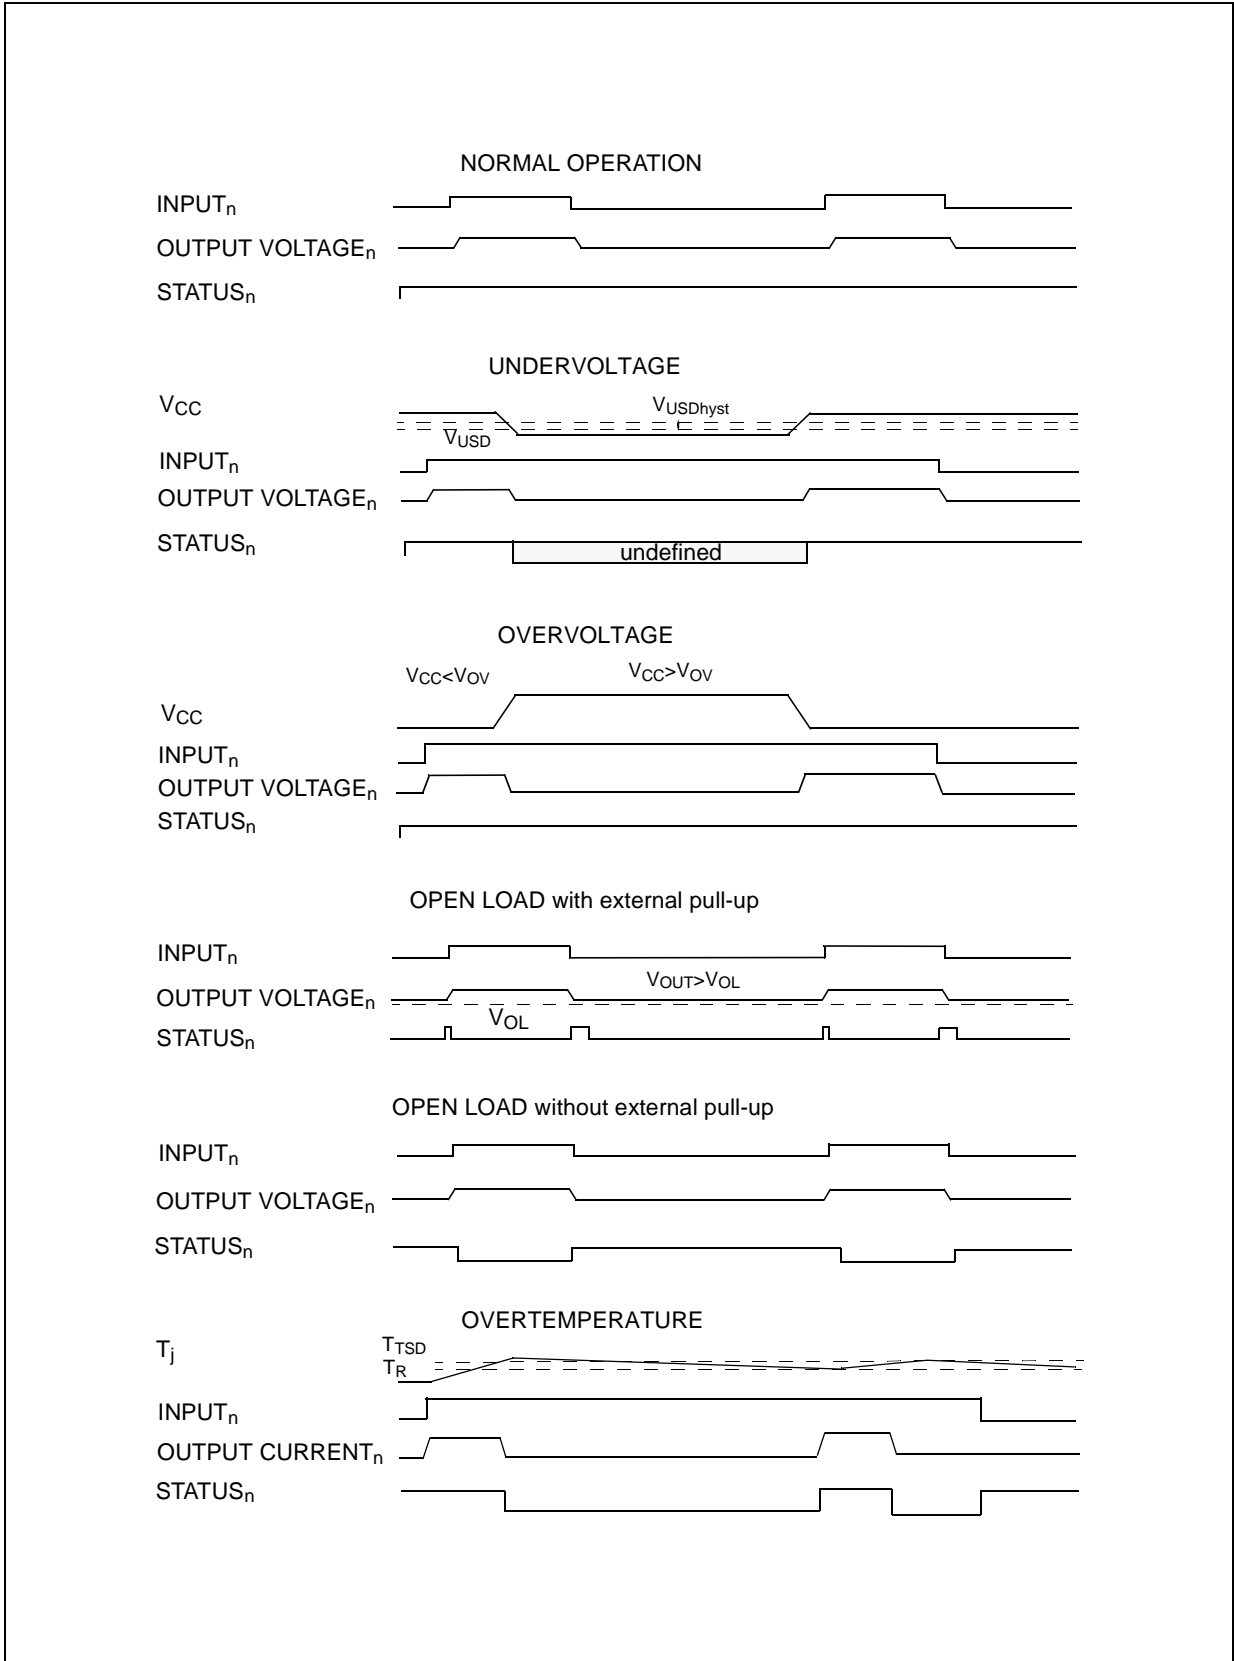 NORMAL OPERATION
INPUTn
OUTPUT VOLTAGEn
STATUSn
UNDERVOLTAGE
VCC
VUSDhyst
VUSD
INPUTn
OUTPUT VOLTAGEn
STATUSn
undefined
OVERVOLTAGE
VCC<VOV
VCC>VOV
VCC
INPUTn
OUTPUT VOLTAGEn
STATUSn
OPEN LOAD with external pull-up
INPUTn
VOUT>VOL
OUTPUT VOLTAGEn
VOL
STATUSn
OPEN LOAD without external pull-up
INPUTn
OUTPUT VOLTAGEn
STATUSn
OVERTEMPERATURE
Tj
TTSD
TR
INPUTn
OUTPUT CURRENTn
STATUSn